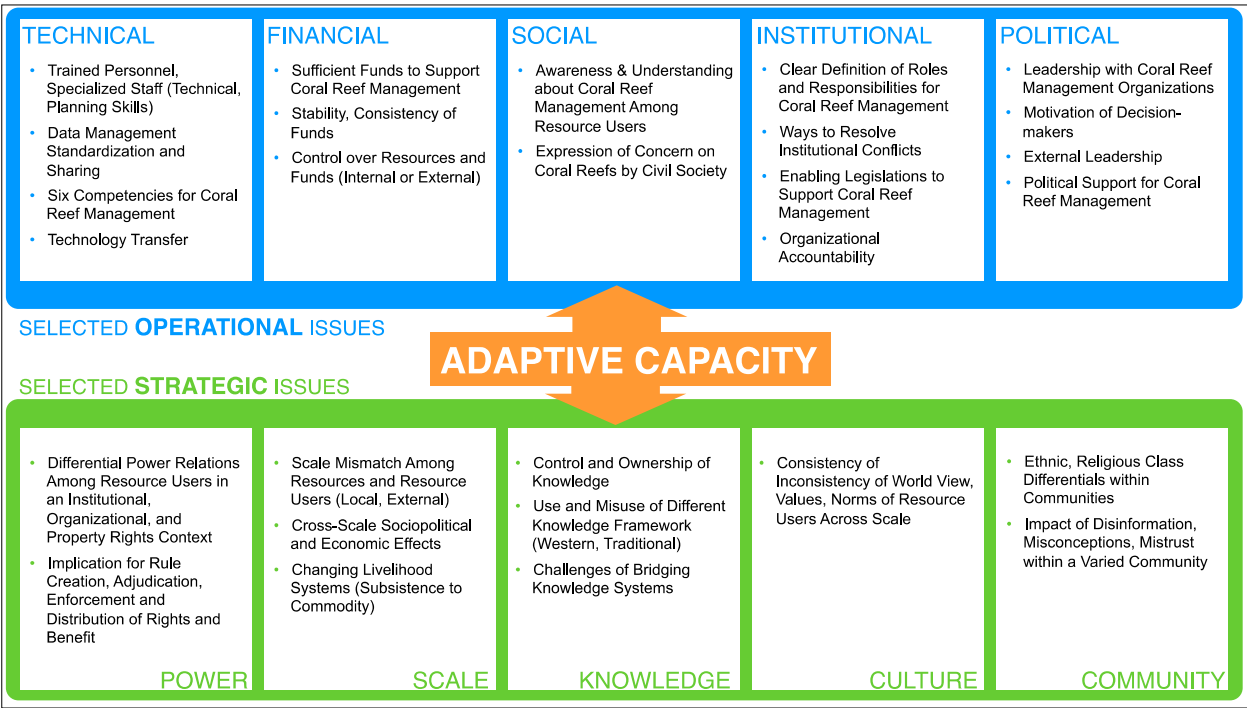 TECHNICAL
• Trained Personnel,
Specialized Staff (Technical,
Planning Skills)
• Data Management
Standardization and
Sharing
• Six Competencies for Coral
Reef Management
• Technology Transfer
FINANCIAL
• Sufficient Funds to Support
Coral Reef Management
• Stability, Consistency of
Funds
• Control over Resources and
Funds (Internal or External)
SOCIAL
• Awareness & Understanding
about Coral Reef
Management Among
Resource Users
• Expression of Concern on
Coral Reefs by Civil Society
INSTITUTIONAL
• Clear Definition of Roles
and Responsibilities for
Coral Reef Management
• Ways to Resolve
Institutional Conflicts
• Enabling Legislations to
Support Coral Reef
Management
• Organizational
Accountability
POLITICAL
• Leadership with Coral Reef
Management Organizations
• Motivation of Decision-
makers
• External Leadership
• Political Support for Coral
Reef Management
SELECTED OPERATIONAL ISSUES
ADAPTIVE CAPACITY
SELECTED STRATEGIC ISSUES
• Differential Power Relations
Among Resource Users in
an Institutional,
Organizational, and
Property Rights Context
• Implication for Rule
Creation, Adjudication,
Enforcement and
Distribution of Rights and
Benefit
POWER
• Scale Mismatch Among
Resources and Resource
Users (Local, External)
• Cross-Scale Sociopolitical
and Economic Effects
• Changing Livelihood
Systems (Subsistence to
Commodity)
SCALE
• Control and Ownership of
Knowledge
• Use and Misuse of Different
Knowledge Framework
(Western, Traditional)
• Challenges of Bridging
Knowledge Systems
KNOWLEDGE
• Consistency of
Inconsistency of World View,
Values, Norms of Resource
Users Across Scale
CULTURE
• Ethnic, Religious Class
Differentials within
Communities
• Impact of Disinformation,
Misconceptions, Mistrust
within a Varied Community
COMMUNITY